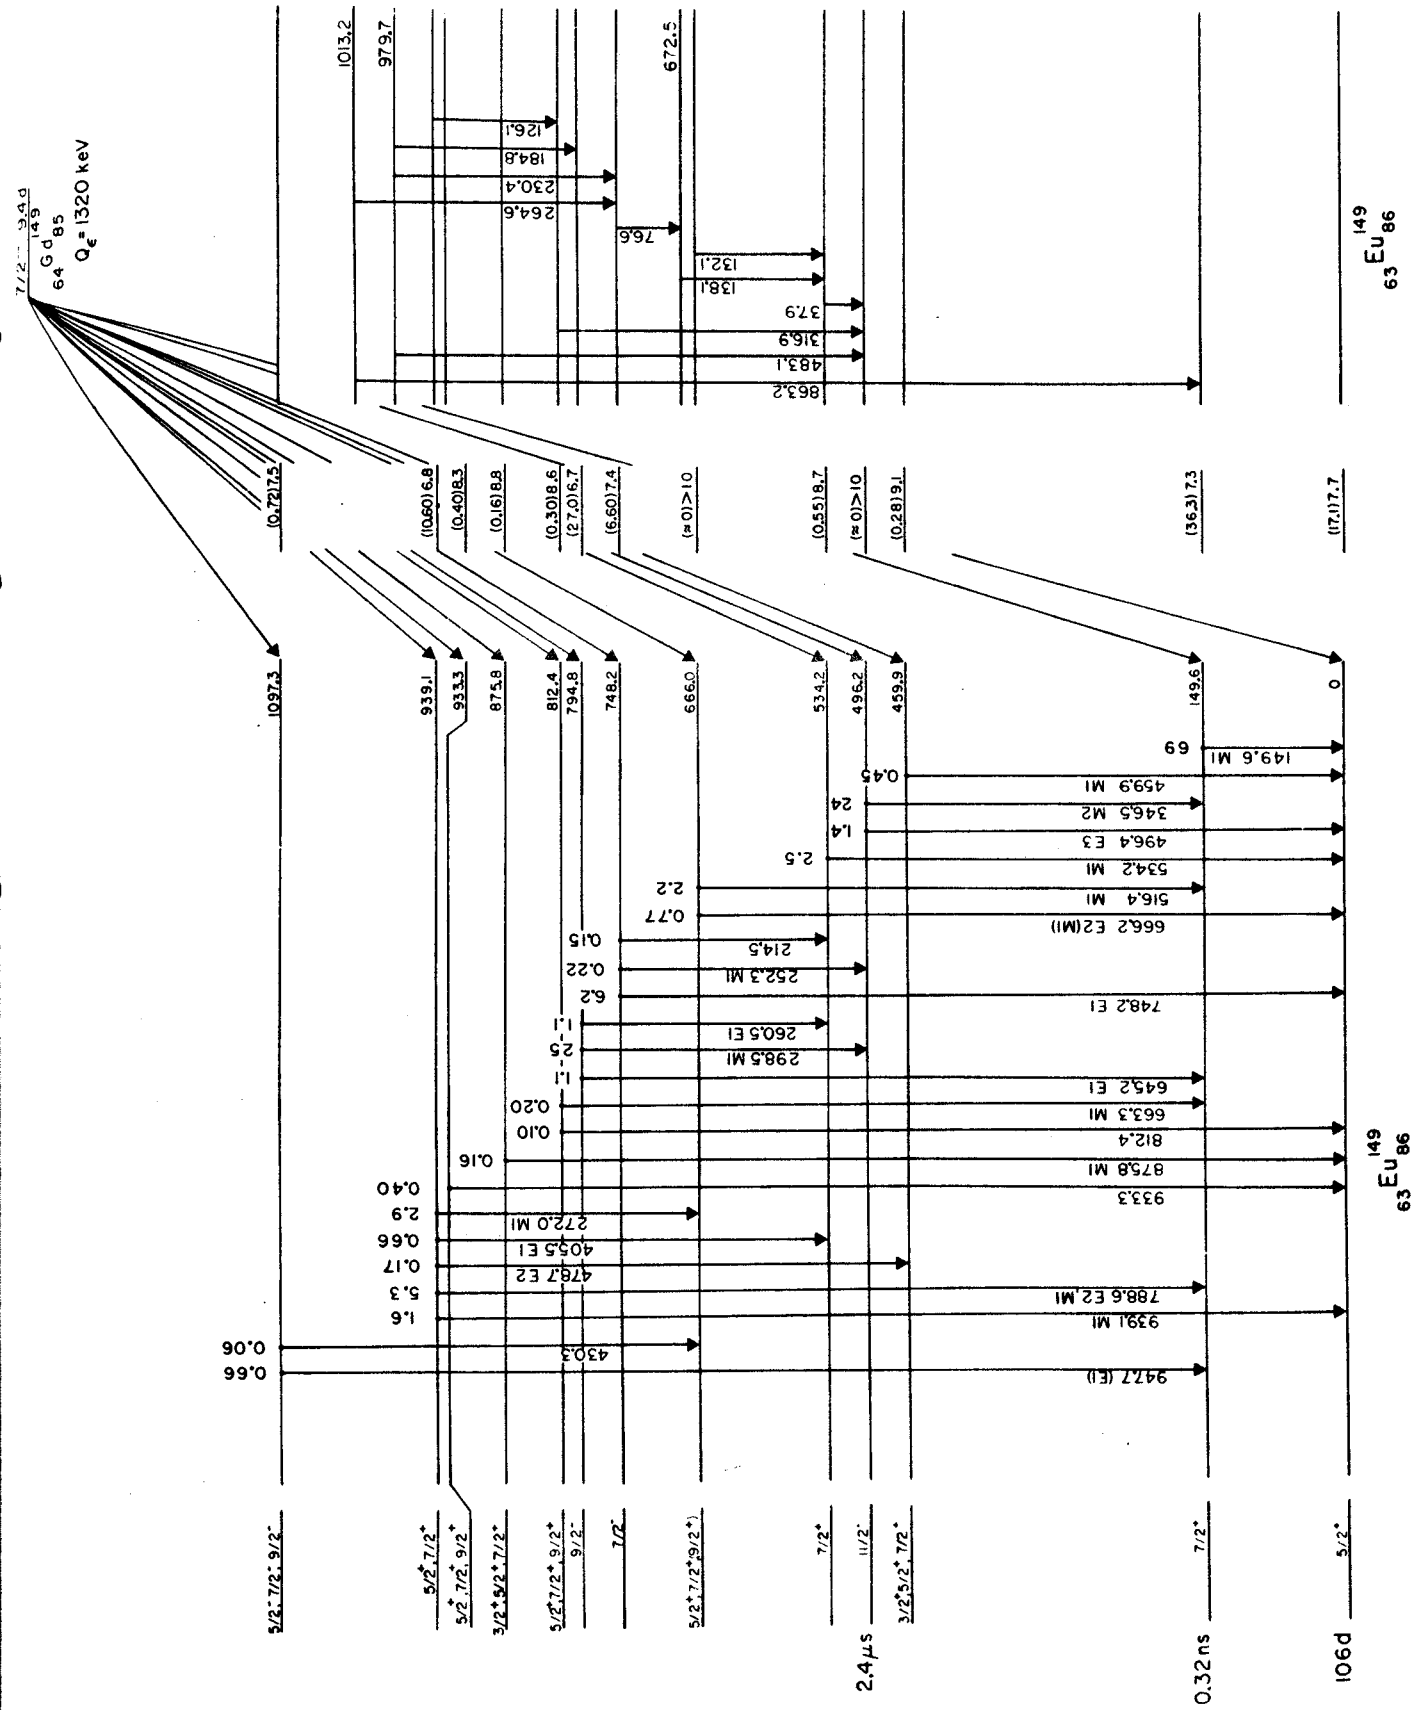 7/2⁻ 9.4d
₆₄Gd¹⁴⁹₈₅
Qϵ=1320 keV
1013.2
979.7
672.5
126.1
184.8
230.4
264.6
76.6
132.1
138.1
37.9
316.9
483.1
863.2
₆₃Eu¹⁴⁹₈₆
(0.72)7.5
(10.60)6.8
(0.40)8.3
(0.16)8.8
(0.30)8.6
(27.0)6.7
(6.60)7.4
(≈0)>10
(0.55)8.7
(≈0)>10
(0.28)9.1
(36.3)7.3
(17.1)7.7
1097.3
939.1
933.3
875.8
812.4
794.8
748.2
666.0
534.2
496.2
459.9
149.6
0
69
149.6 M1
0.45
459.9 M1
24
346.5 M2
1.4
496.4 E3
2.5
534.2 M1
2.2
516.4 M1
0.77
666.2 E2(M1)
0.15
214.5
0.22
252.3 M1
6.2
748.2 E1
1.1
260.5 E1
25
298.5 M1
1.1
645.2 E1
0.20
663.3 M1
0.10
812.4
0.16
875.8 M1
0.40
933.3
2.9
272.0 M1
0.66
405.5 E1
0.17
478.7 E2
5.3
788.6 E2,M1
1.6
939.1 M1
0.06
430.3
0.66
947.7 (E1)
5/2⁻,7/2⁻,9/2⁻
5/2⁺,7/2⁺
5/2⁺,7/2⁺,9/2⁺
3/2⁺,5/2⁺,7/2⁺
5/2⁺,7/2⁺,9/2⁺
9/2⁻
7/2⁻
5/2⁺,7/2⁺(9/2⁺)
7/2⁺
11/2⁻
3/2⁺,5/2⁺,7/2⁺
7/2⁺
5/2⁺
2.4μs
0.32ns
106d
₆₃Eu¹⁴⁹₈₆